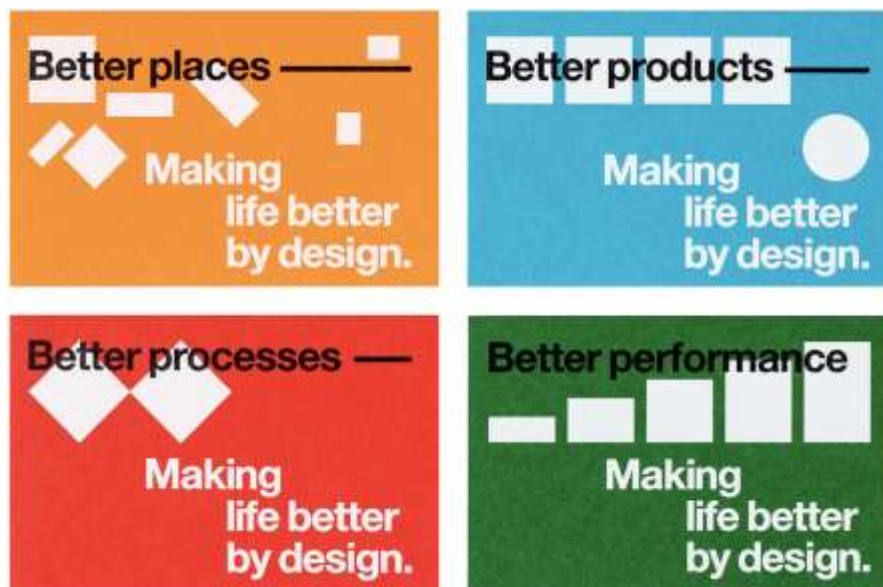 Better places
Making
life better
by design.
Better products
Making
life better
by design.
Better processes
Making
life better
by design.
Better performance
Making
life better
by design.